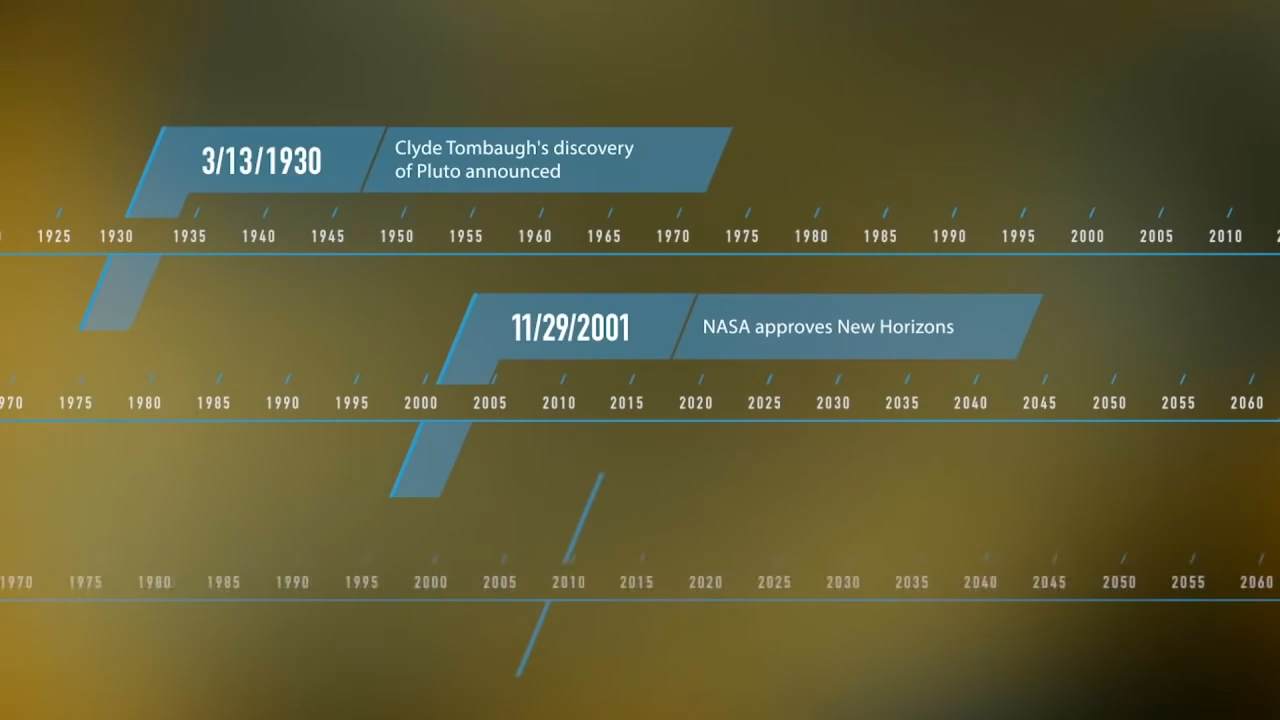 3/13/1930
Clyde Tombaugh's discovery
of Pluto announced
1925 1930 1935 1940 1945 1950 1955 1960 1965 1970 1975 1980 1985 1990 1995 2000 2005 2010
11/29/2001
NASA approves New Horizons
970 1975 1980 1985 1990 1995 2000 2005 2010 2015 2020 2025 2030 2035 2040 2045 2050 2055 2060
1970 1975 1980 1985 1990 1995 2000 2005 2010 2015 2020 2025 2030 2035 2040 2045 2050 2055 2060